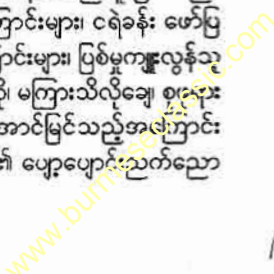 ကြာင်းများ၊ ငရဲခန်း ဖော်ပြ
ကြာင်းများ၊ ပြစ်မှုကျူးလွန်သူ
ို၊ မကြားသိလိုချေ၊
အောင်မြင်သည့်အကြောင်း
၏ ပျော့ပျောင်းညက်ညော
www.burmeseclassic.com